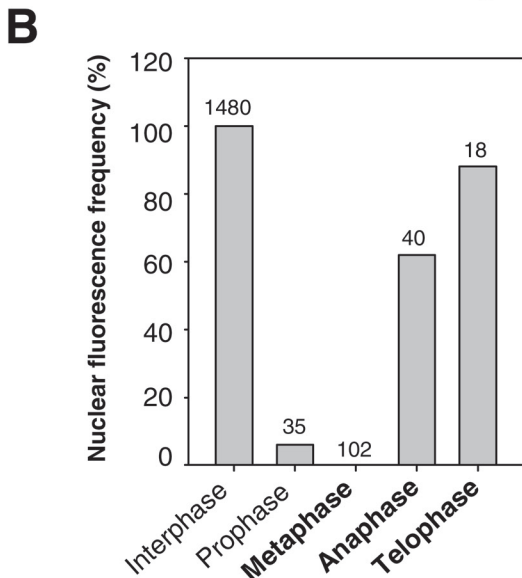 B
Nuclear fluorescence frequency (%)
120
100
80
60
40
20
0
1480
35
102
40
18
Interphase
Prophase
Metaphase
Anaphase
Telophase